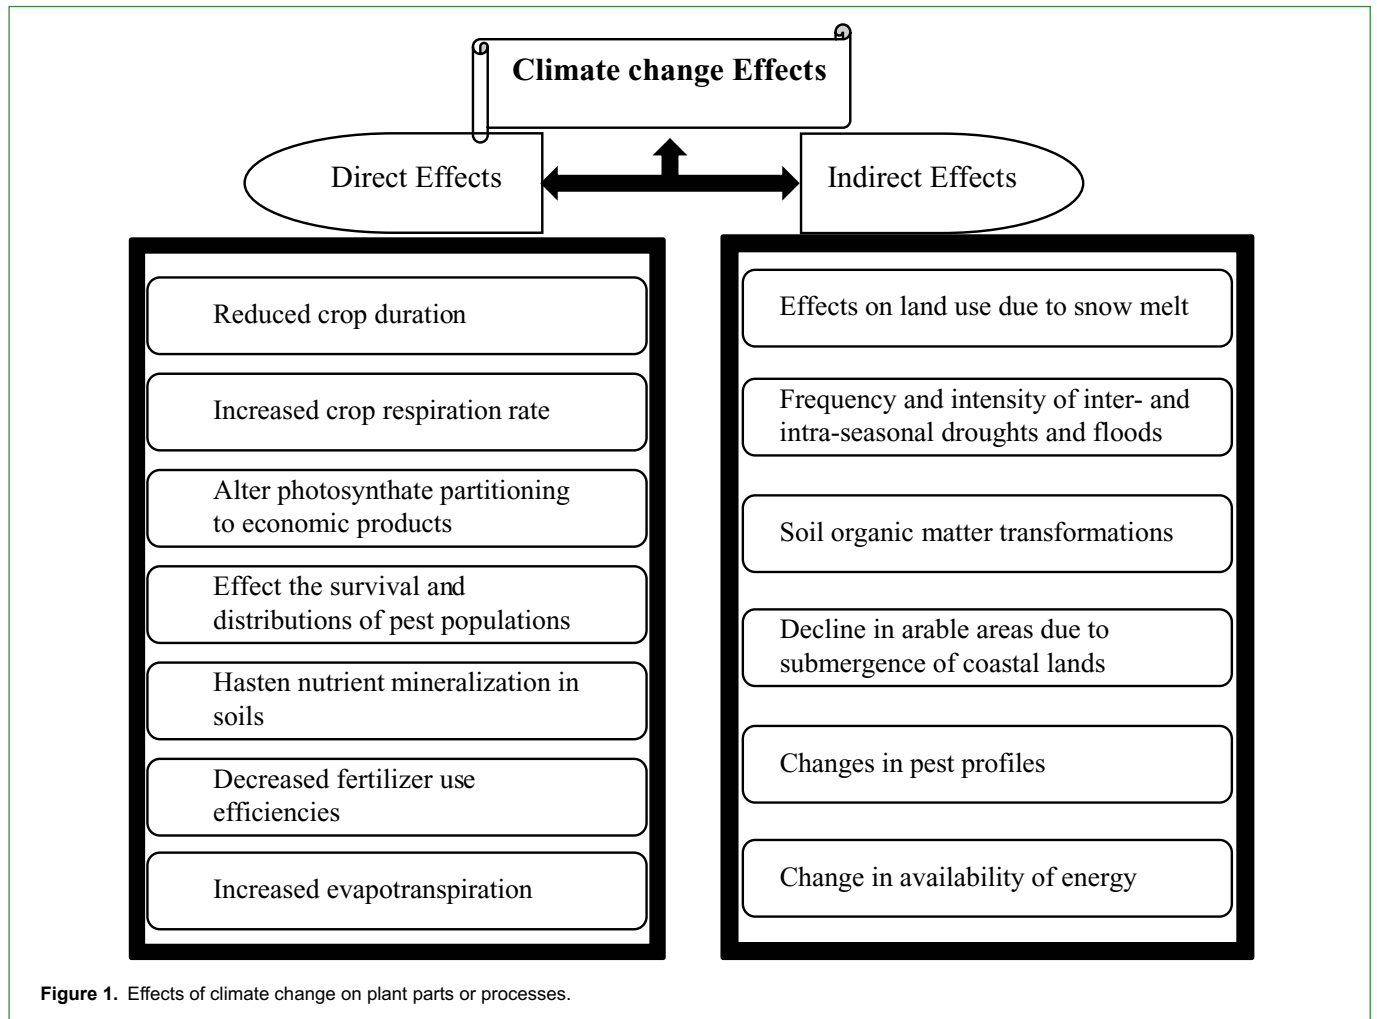 Climate change Effects
Direct Effects
Indirect Effects
Reduced crop duration
Increased crop respiration rate
Alter photosynthate partitioning
to economic products
Effect the survival and
distributions of pest populations
Hasten nutrient mineralization in
soils
Decreased fertilizer use
efficiencies
Increased evapotranspiration
Effects on land use due to snow melt
Frequency and intensity of inter- and
intra-seasonal droughts and floods
Soil organic matter transformations
Decline in arable areas due to
submergence of coastal lands
Changes in pest profiles
Change in availability of energy
Figure 1. Effects of climate change on plant parts or processes.